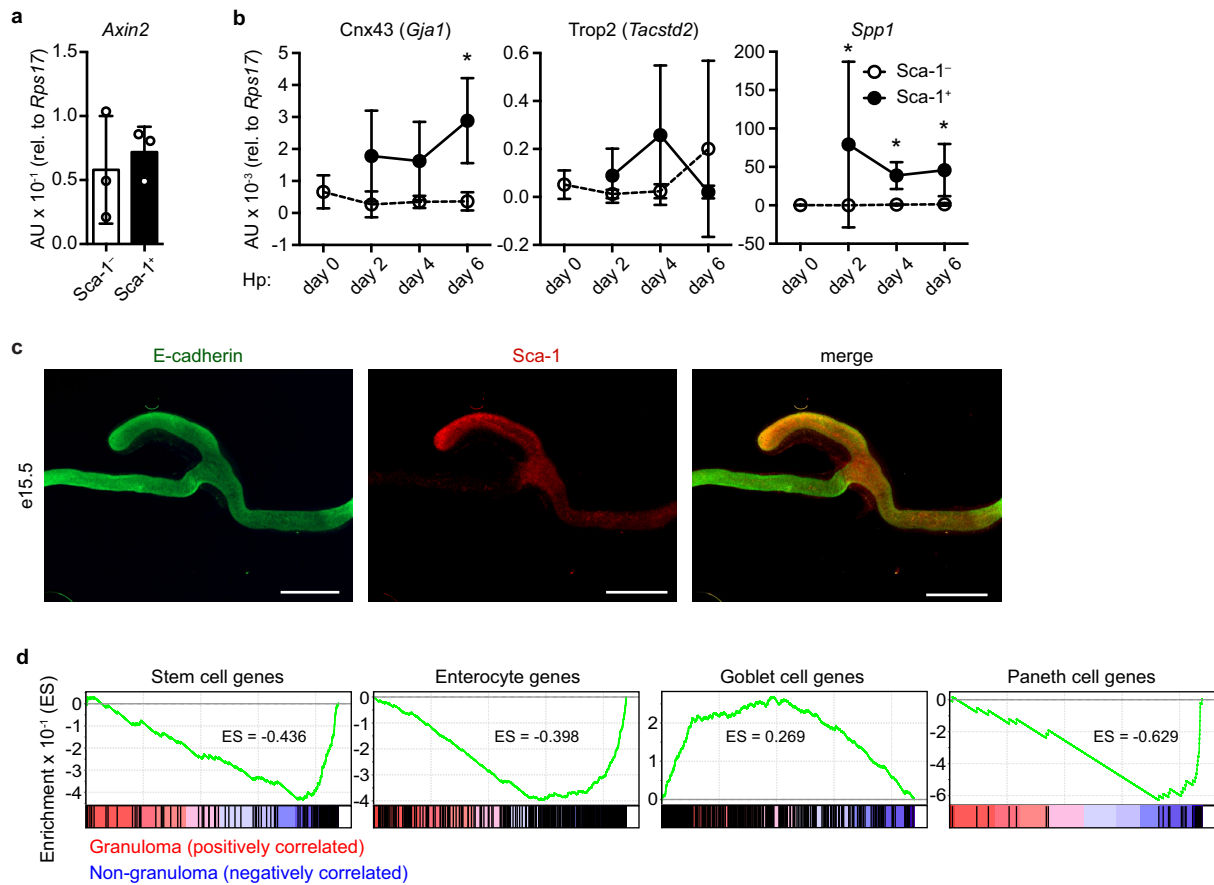 a
Axin2
AU x 10⁻¹ (rel. to Rps17)
1.5
1.0
0.5
0.0
Sca-1⁻
Sca-1⁺
b
Cnx43 (Gja1)
AU x 10⁻³ (rel. to Rps17)
5
4
3
2
1
0
-1
*
Hp:
day 0
day 2
day 4
day 6
Trop2 (Tacstd2)
0.6
0.4
0.2
0.0
-0.2
day 0
day 2
day 4
day 6
Spp1
200
150
100
75
50
25
0
-25
-50
* * *
Sca-1⁻
Sca-1⁺
day 0
day 2
day 4
day 6
c
E-cadherin
Sca-1
merge
e15.5
d
Enrichment x 10⁻¹ (ES)
Stem cell genes
0
-1
-2
-3
-4
ES = -0.436
Enterocyte genes
0
-1
-2
-3
-4
ES = -0.398
Goblet cell genes
2
1
0
ES = 0.269
Paneth cell genes
0
-2
-4
-6
ES = -0.629
Granuloma (positively correlated)
Non-granuloma (negatively correlated)